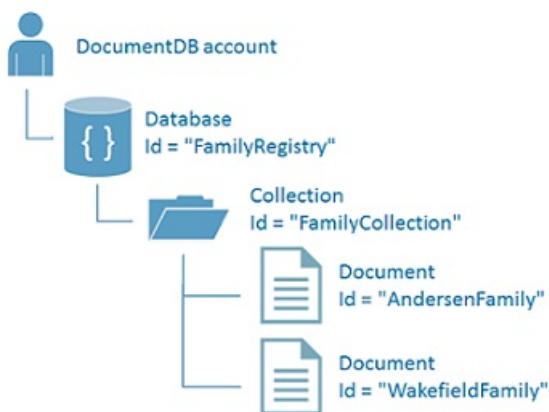 DocumentDB account
{ }
Database
Id = "FamilyRegistry"
Collection
Id = "FamilyCollection"
Document
Id = "AndersenFamily"
Document
Id = "WakefieldFamily"